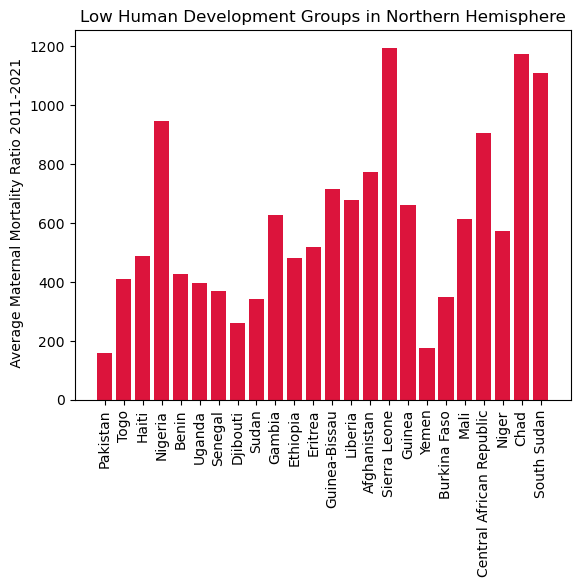 Low Human Development Groups in Northern Hemisphere
Average Maternal Mortality Ratio 2011-2021
1200
1000
800
600
400
200
0
Pakistan
Togo
Haiti
Nigeria
Benin
Uganda
Senegal
Djibouti
Sudan
Gambia
Ethiopia
Eritrea
Guinea-Bissau
Liberia
Afghanistan
Sierra Leone
Guinea
Yemen
Burkina Faso
Mali
Central African Republic
Niger
Chad
South Sudan